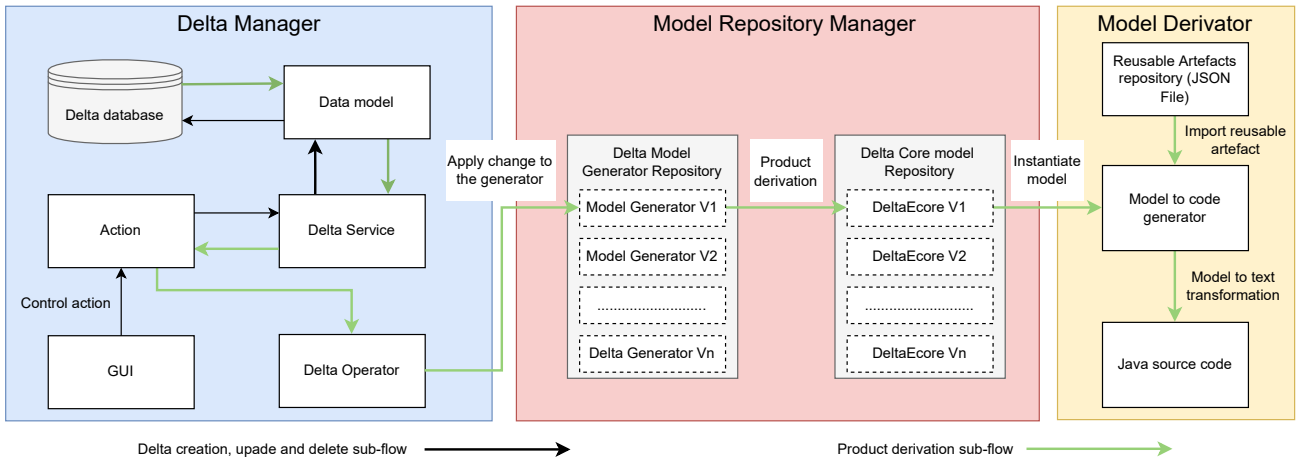 Delta Manager
Delta database
Data model
Action
Delta Service
Control action
GUI
Delta Operator
Apply change to
the generator
Model Repository Manager
Delta Model
Generator Repository
Model Generator V1
Model Generator V2
...........................
Delta Generator Vn
Product
derivation
Delta Core model
Repository
DeltaEcore V1
DeltaEcore V2
...........................
DeltaEcore Vn
Instantiate
model
Model Derivator
Reusable Artefacts
repository (JSON
File)
Import reusable
artefact
Model to code
generator
Model to text
transformation
Java source code
Delta creation, upade and delete sub-flow
Product derivation sub-flow